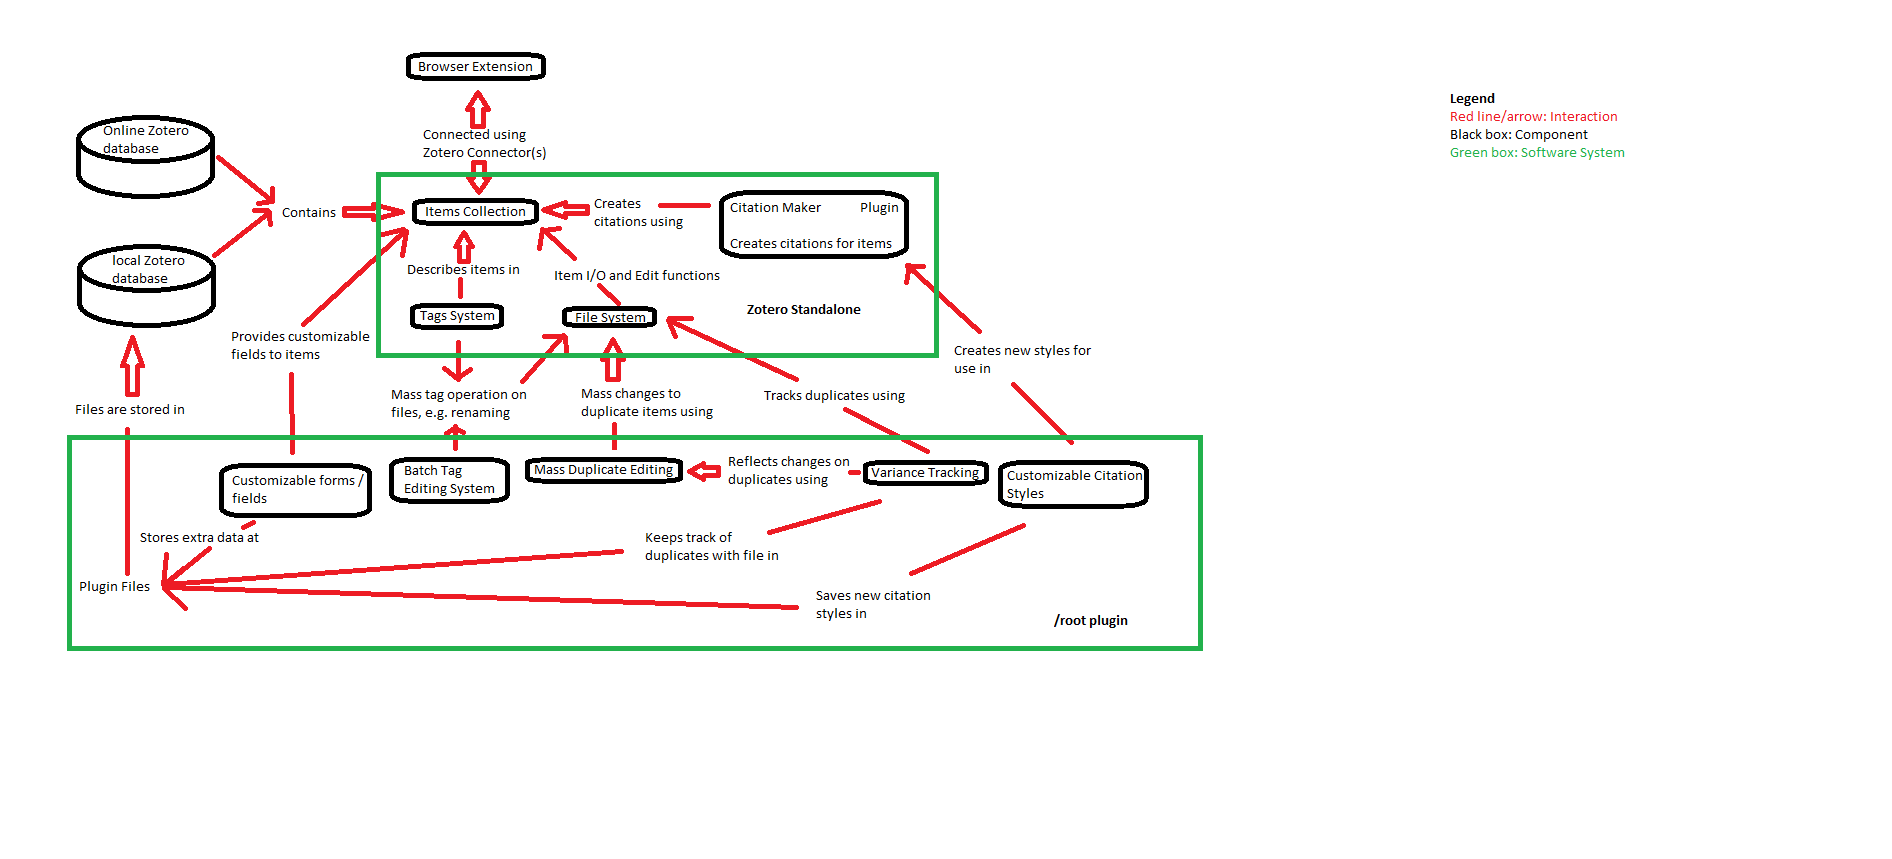 Browser Extension
Legend
Red line/arrow: Interaction
Black box: Component
Green box: Software System
Online Zotero
database
Connected using
Zotero Connector(s)
Contains
Items Collection
Creates
citations using
Citation Maker Plugin
Creates citations for items
local Zotero
database
Describes items in
Item I/O and Edit functions
Tags System
File System
Zotero Standalone
Provides customizable
fields to items
Creates new styles for
use in
Files are stored in
Mass tag operation on
files, e.g. renaming
Mass changes to
duplicate items using
Tracks duplicates using
Customizable forms /
fields
Batch Tag
Editing System
Mass Duplicate Editing
Reflects changes on
duplicates using
Variance Tracking
Customizable Citation
Styles
Stores extra data at
Keeps track of
duplicates with file in
Plugin Files
Saves new citation
styles in
/root plugin